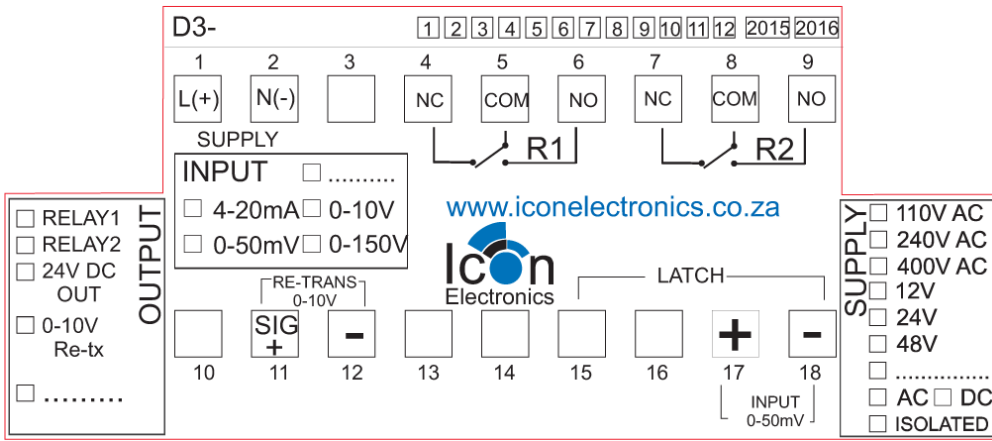 D3- 1 2 3 4 5 6 7 8 9 10 11 12 2015 2016
1 2 3 4 5 6 7 8 9
L(+) N(-) NC COM NO NC COM NO
SUPPLY
R1 R2
INPUT ..........
4-20mA 0-10V
0-50mV 0-150V
www.iconelectronics.co.za
Icon
Electronics
OUTPUT
RELAY1
RELAY2
24V DC
OUT
0-10V
Re-tx
.........
RE-TRANS
0-10V
LATCH
SIG
+ - + -
10 11 12 13 14 15 16 17 18
INPUT
0-50mV
SUPPLY
110V AC
240V AC
400V AC
12V
24V
48V
..............
AC DC
ISOLATED